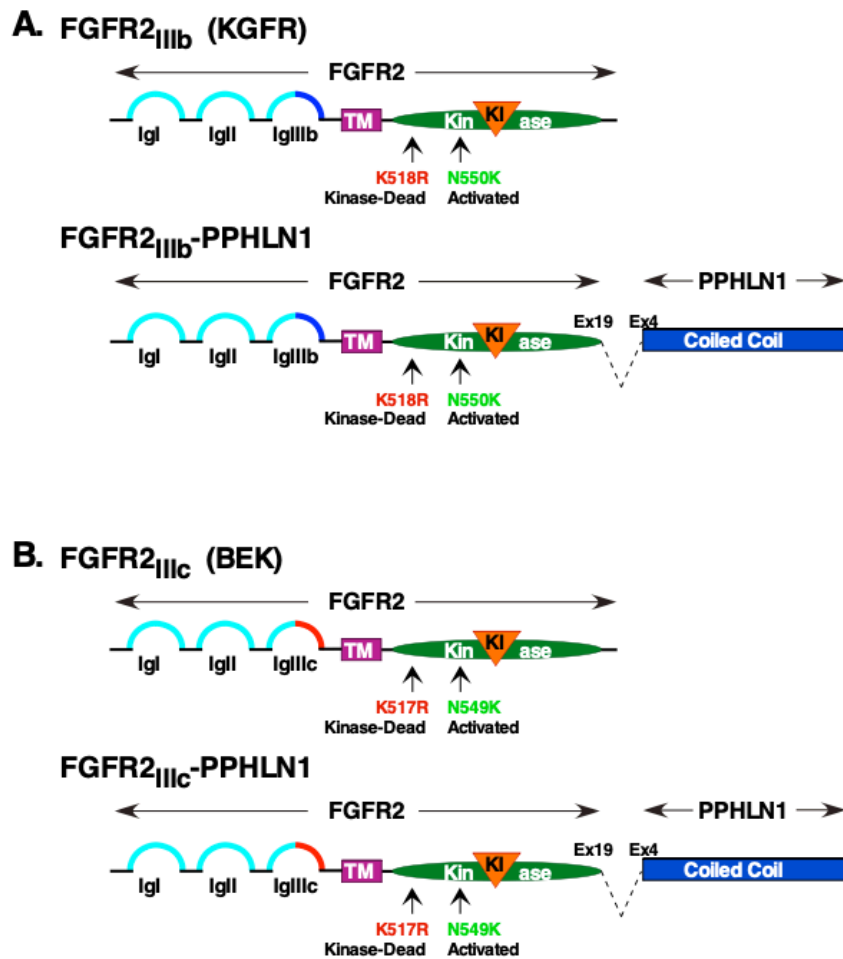 A. FGFR2IIIb (KGFR)
FGFR2
TM Kin KI ase
IgI IgII IgIIIb
K518R N550K
Kinase-Dead Activated
FGFR2IIIb-PPHLN1
FGFR2 PPHLN1
Ex19 Ex4
TM Kin KI ase Coiled Coil
IgI IgII IgIIIb
K518R N550K
Kinase-Dead Activated
B. FGFR2IIIc (BEK)
FGFR2
TM Kin KI ase
IgI IgII IgIIIc
K517R N549K
Kinase-Dead Activated
FGFR2IIIc-PPHLN1
FGFR2 PPHLN1
Ex19 Ex4
TM Kin KI ase Coiled Coil
IgI IgII IgIIIc
K517R N549K
Kinase-Dead Activated